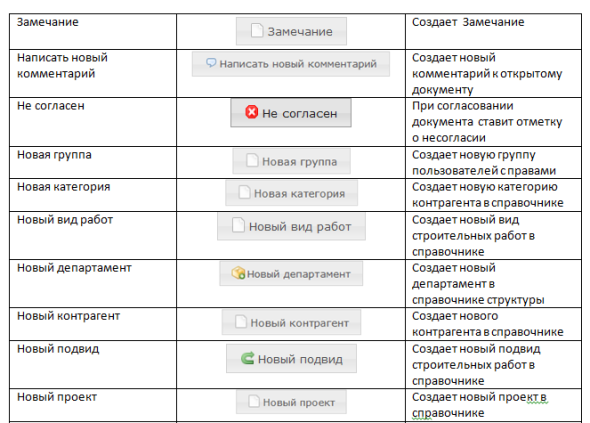 Замечание
Замечание
Создает Замечание
Написать новый
комментарий
Написать новый комментарий
Создает новый
комментарий к открытому
документу
Не согласен
Не согласен
При согласовании
документа ставит отметку
о несогласии
Новая группа
Новая группа
Создает новую группу
пользователей с правами
Новая категория
Новая категория
Создает новую категорию
контрагента в справочнике
Новый вид работ
Новый вид работ
Создает новый вид
строительных работ в
справочнике
Новый департамент
Новый департамент
Создает новый
департамент в
справочнике структуры
Новый контрагент
Новый контрагент
Создает нового
контрагента в справочнике
Новый подвид
Новый подвид
Создает новый подвид
строительных работ в
справочнике
Новый проект
Новый проект
Создает новый проект в
справочнике